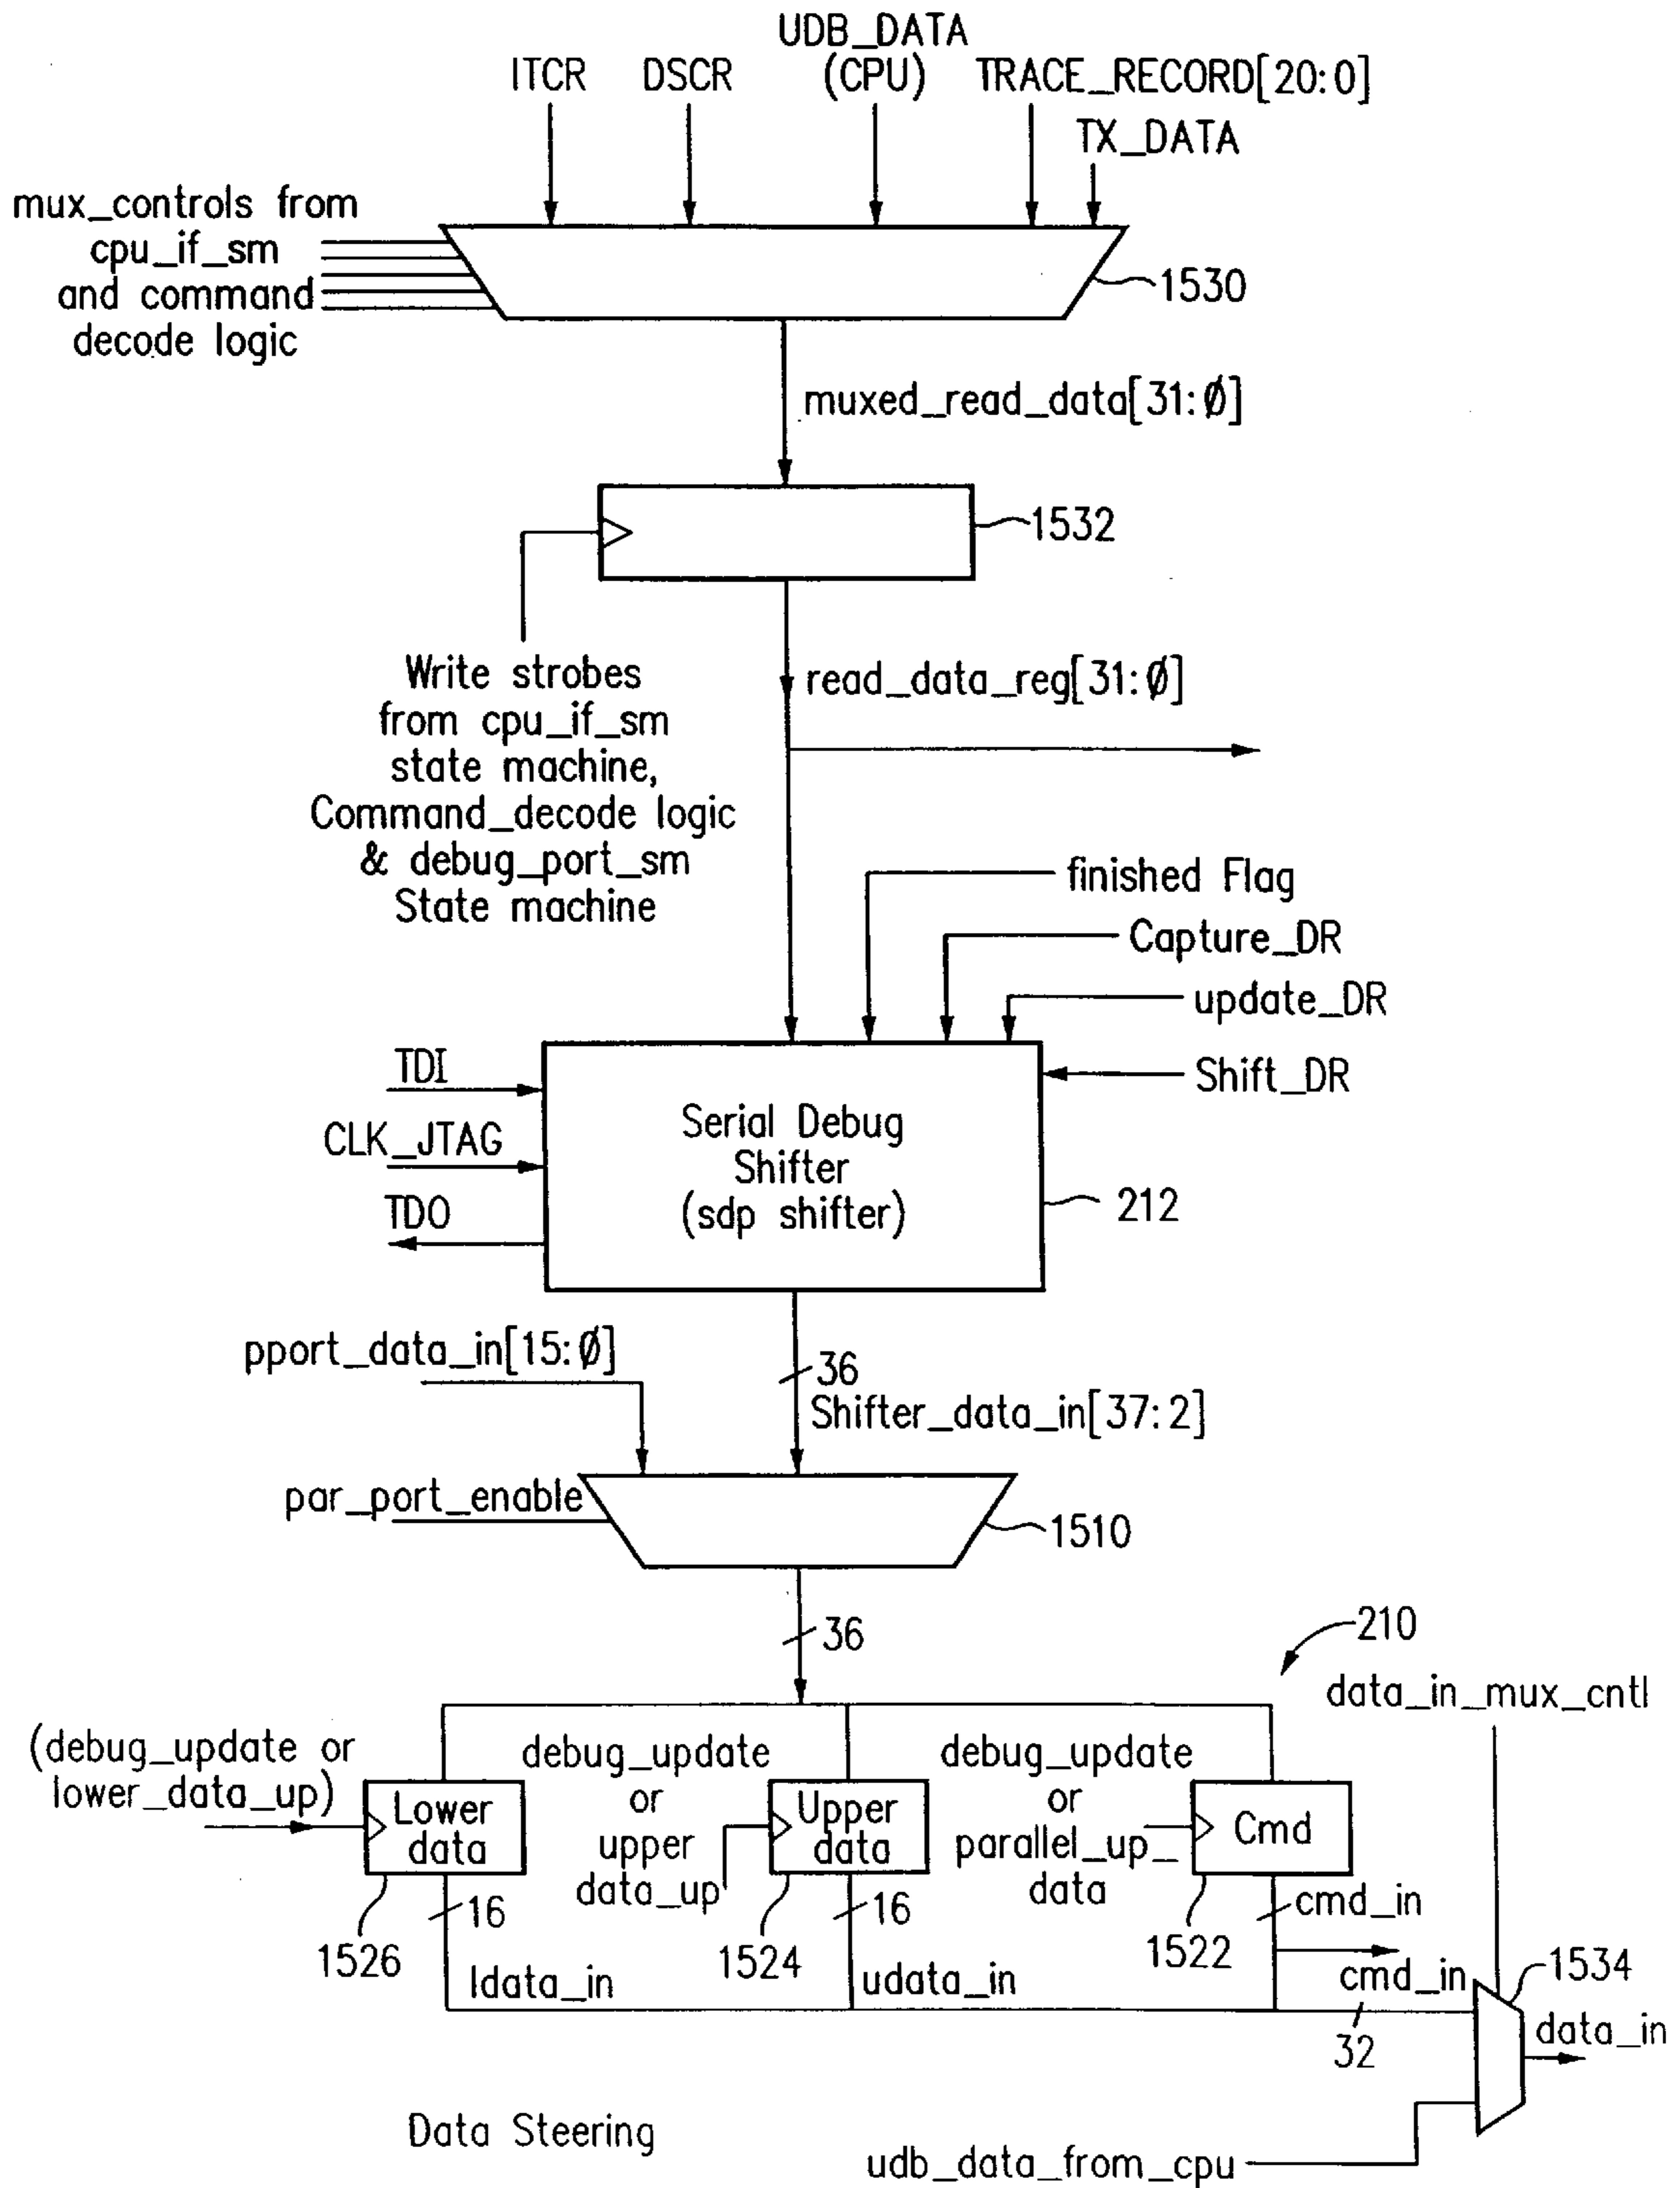 UDB_DATA
ITCR DSCR (CPU) TRACE_RECORD[20:0]
TX_DATA
mux_controls from
cpu_if_sm
and command
decode logic
1530
muxed_read_data[31:Ø]
1532
Write strobes
from cpu_if_sm
state machine,
Command_decode logic
& debug_port_sm
State machine
read_data_reg[31:Ø]
finished Flag
Capture_DR
update_DR
Shift_DR
TDI
CLK_JTAG
TDO
Serial Debug
Shifter
(sdp shifter)
212
pport_data_in[15:Ø]
36
Shifter_data_in[37:2]
par_port_enable
1510
36
210
data_in_mux_cntl
(debug_update or
lower_data_up)
Lower
data
debug_update
or
upper
data_up
Upper
data
debug_update
or
parallel_up_
data
Cmd
16
1526
ldata_in
16
1524
udata_in
1522
cmd_in
cmd_in
32
1534
data_in
Data Steering
udb_data_from_cpu